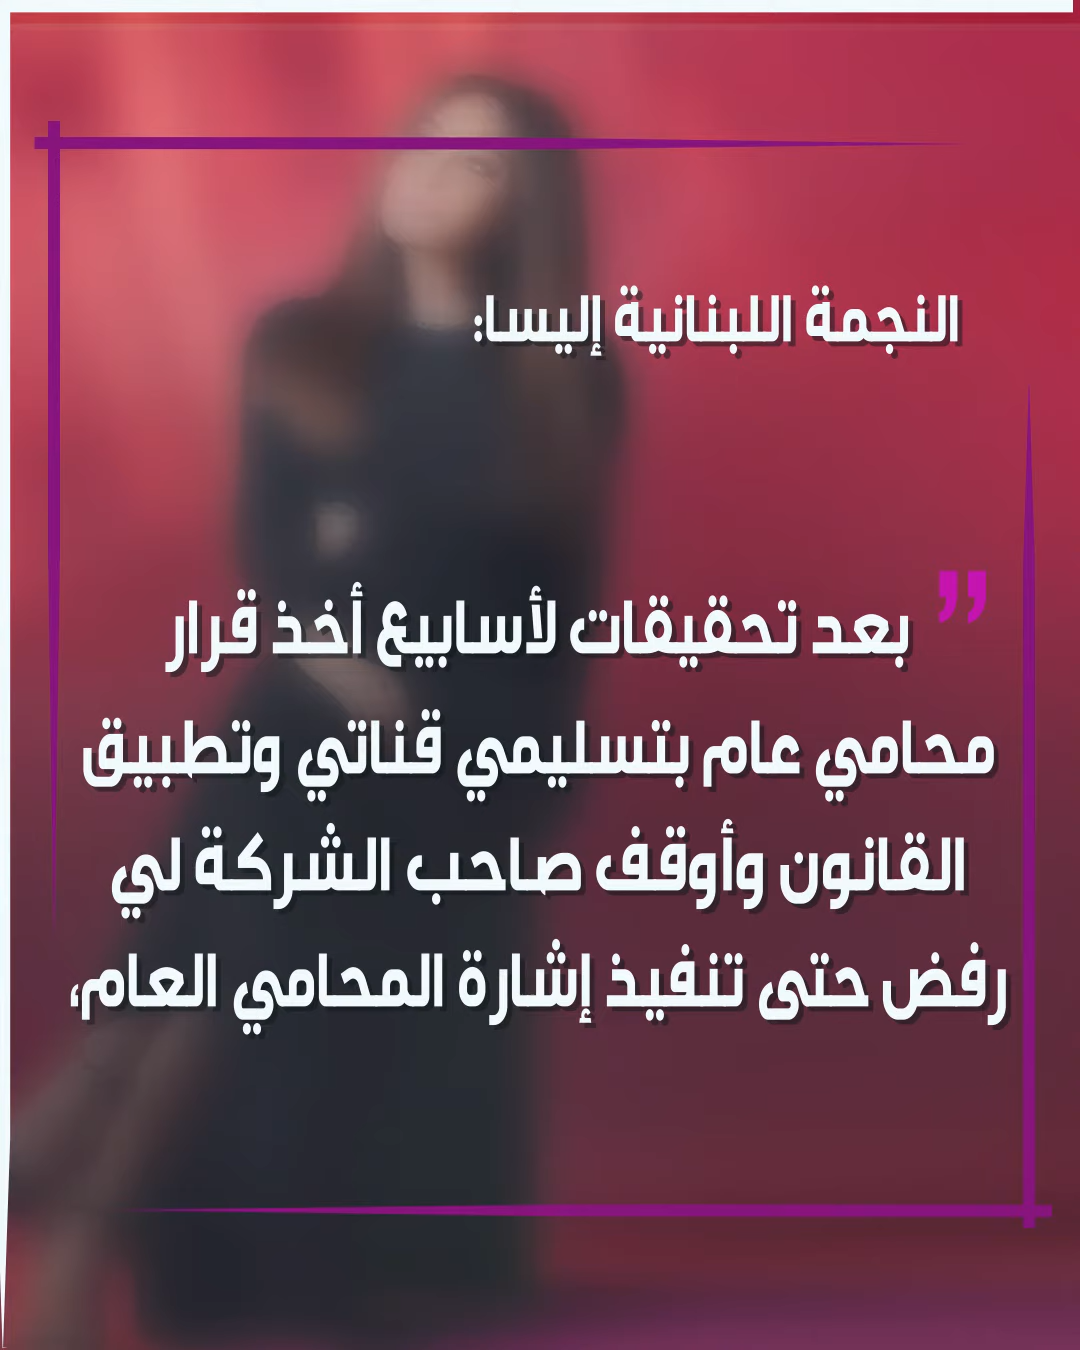 النجمة اللبنانية إليسا:
” بعد تحقيقات لأسابيع أخذ قرار
محامي عام بتسليمي قناتي وتطبيق
القانون وأوقف صاحب الشركة لي
رفض حتى تنفيذ إشارة المحامي العام،